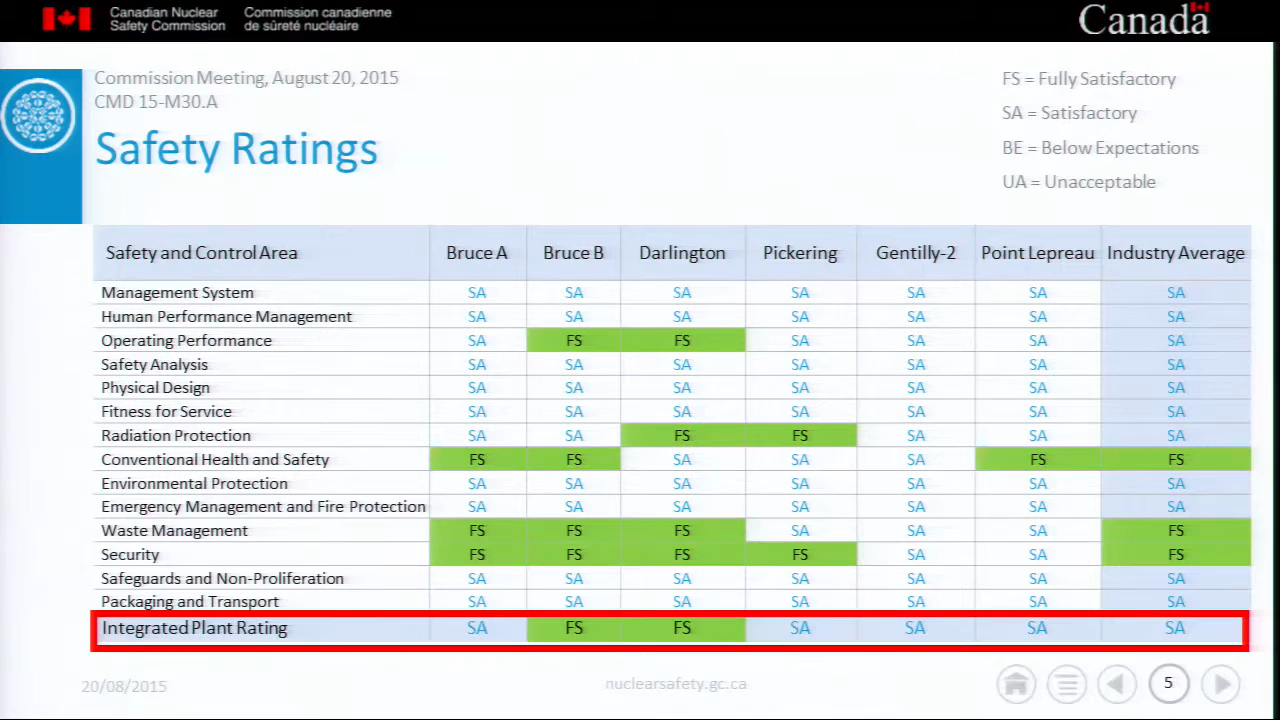 Canadian Nuclear Safety Commission
Commission canadienne de sûreté nucléaire
Canada
Commission Meeting, August 20, 2015
CMD 15-M30.A
Safety Ratings
FS = Fully Satisfactory
SA = Satisfactory
BE = Below Expectations
UA = Unacceptable
Safety and Control Area Bruce A Bruce B Darlington Pickering Gentilly-2 Point Lepreau Industry Average
Management System SA SA SA SA SA SA SA
Human Performance Management SA SA SA SA SA SA SA
Operating Performance SA FS FS SA SA SA SA
Safety Analysis SA SA SA SA SA SA SA
Physical Design SA SA SA SA SA SA SA
Fitness for Service SA SA SA SA SA SA SA
Radiation Protection SA SA FS FS SA SA SA
Conventional Health and Safety FS FS SA SA SA FS FS
Environmental Protection SA SA SA SA SA SA SA
Emergency Management and Fire Protection SA SA SA SA SA SA SA
Waste Management FS FS FS SA SA SA FS
Security FS FS FS FS SA SA FS
Safeguards and Non-Proliferation SA SA SA SA SA SA SA
Packaging and Transport SA SA SA SA SA SA SA
Integrated Plant Rating SA FS FS SA SA SA SA
20/08/2015
nuclearsafety.gc.ca
5